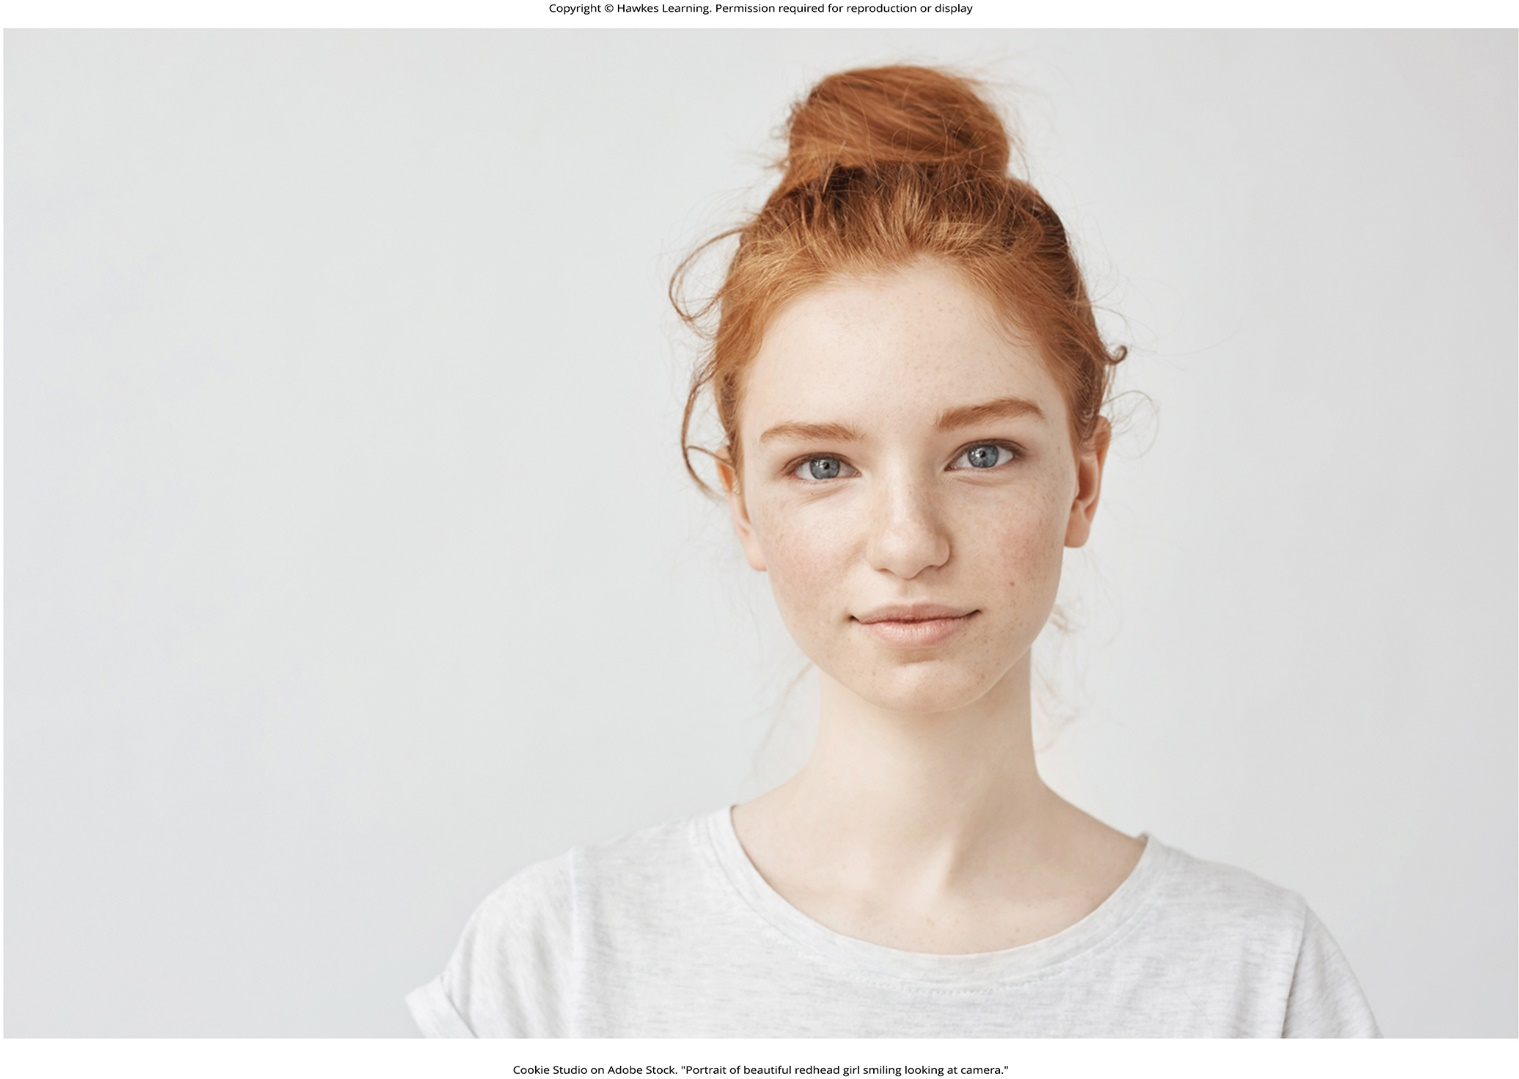 Copyright © Hawkes Learning. Permission required for reproduction or display
Cookie Studio on Adobe Stock. "Portrait of beautiful redhead girl smiling looking at camera."